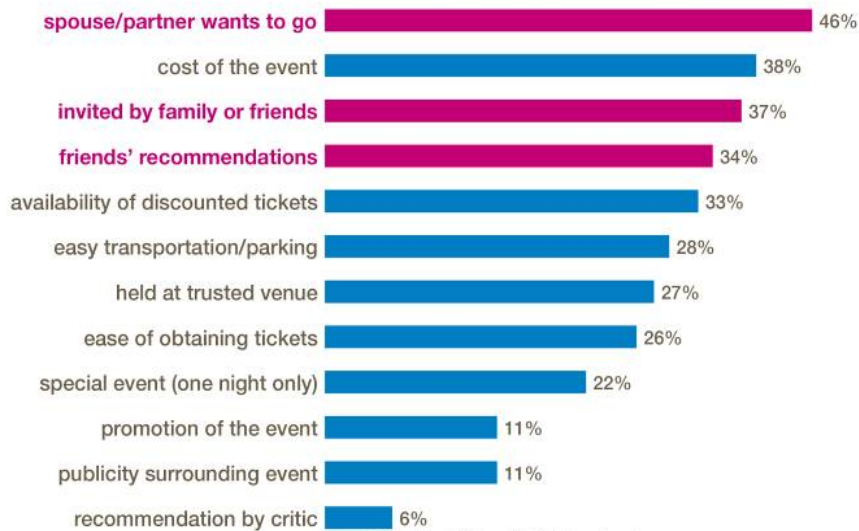 spouse/partner wants to go 46%
cost of the event 38%
invited by family or friends 37%
friends’ recommendations 34%
availability of discounted tickets 33%
easy transportation/parking 28%
held at trusted venue 27%
ease of obtaining tickets 26%
special event (one night only) 22%
promotion of the event 11%
publicity surrounding event 11%
recommendation by critic 6%